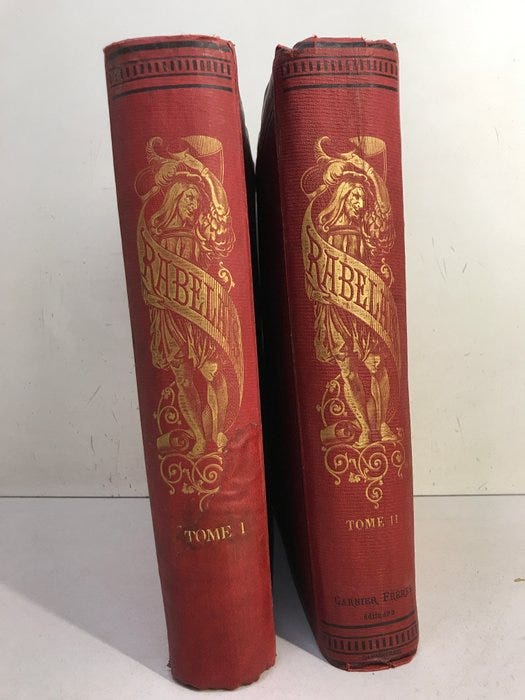 RABELAIS
TOME I
RABELAIS
TOME II
GARNIER FRÈRES
éditeurs